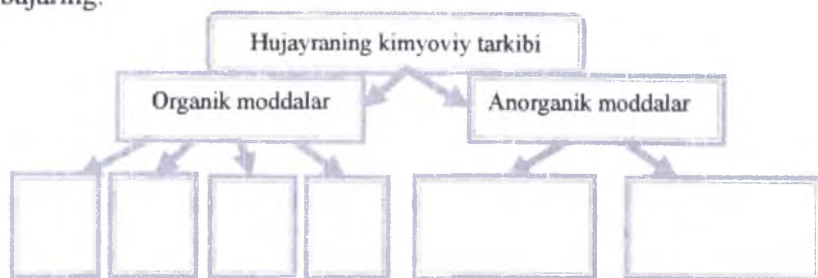 bajaring.
Hujayraning kimyoviy tarkibi
Organik moddalar
Anorganik moddalar